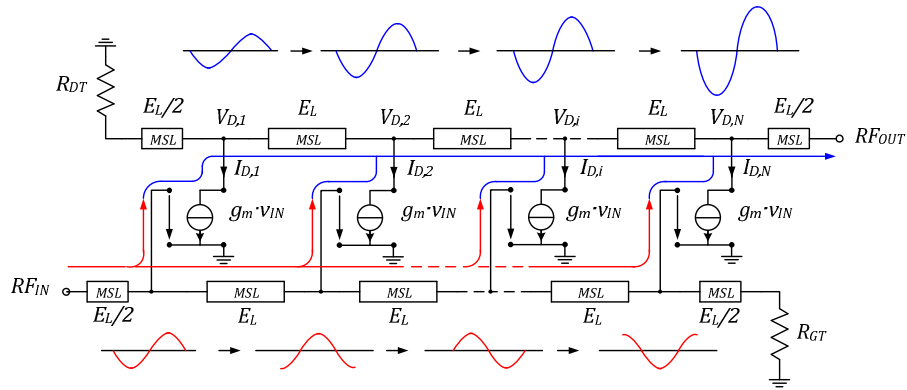 R_DT
E_L/2 V_D,1 E_L V_D,2 E_L V_D,i E_L V_D,N E_L/2
MSL MSL MSL MSL MSL RF_OUT
I_D,1 I_D,2 I_D,i I_D,N
g_m·v_IN g_m·v_IN g_m·v_IN g_m·v_IN
RF_IN MSL MSL MSL MSL MSL
E_L/2 E_L E_L E_L E_L/2
R_GT